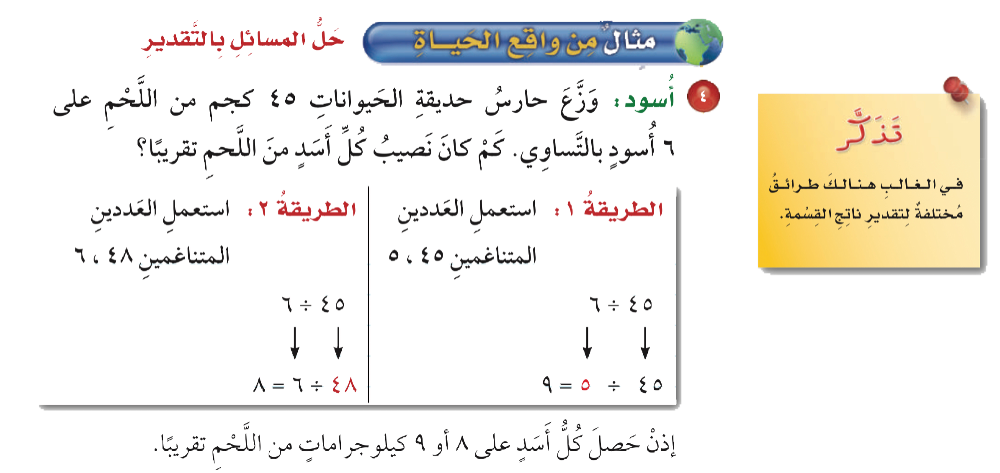 مثالٌ مِن واقِعِ الحَيـاةِ حَلُّ المسائِلِ بِالتَّقديرِ
٤ أُسود: وَزَّعَ حارسُ حديقةِ الحَيواناتِ ٤٥ كجم من اللَّحْمِ على
٦ أُسودٍ بالتَّساوِي. كَمْ كانَ نَصيبُ كُلِّ أَسَدٍ منَ اللَّحمِ تقريبًا؟
تَذَكَّر
في الغالبِ هنالكَ طرائقُ
مُختلفةٌ لِتقديرِ ناتِجِ القِسْمةِ.
الطريقةُ ١: استعملِ العَددينِ
المتناغمينِ ٤٥ ، ٥
٤٥ ÷ ٦
↓ ↓
٤٥ ÷ ٥ = ٩
الطريقةُ ٢: استعملِ العَددينِ
المتناغمينِ ٤٨ ، ٦
٤٥ ÷ ٦
↓ ↓
٤٨ ÷ ٦ = ٨
إذنْ حَصلَ كُلُّ أَسَدٍ على ٨ أو ٩ كيلوجراماتٍ من اللَّحْمِ تقريبًا.